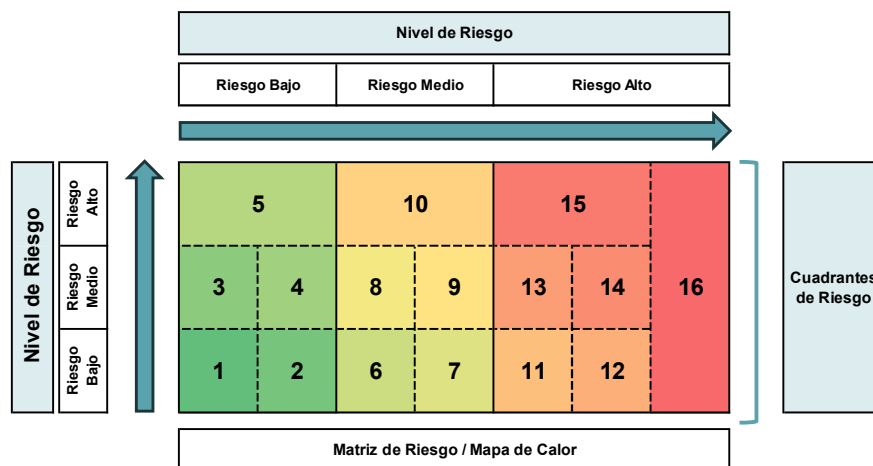 Nivel de Riesgo
Riesgo Bajo
Riesgo Medio
Riesgo Alto
Nivel de Riesgo
Riesgo
Alto
Riesgo
Medio
Riesgo
Bajo
5
10
15
3
4
8
9
13
14
16
1
2
6
7
11
12
Cuadrantes
de Riesgo
Matriz de Riesgo / Mapa de Calor